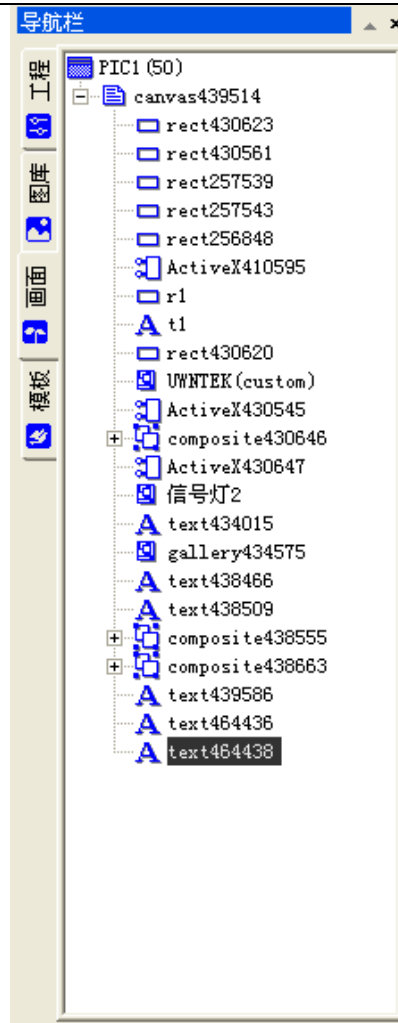 导航栏
工程
图库
画面
模板
PIC1(50)
canvas439514
rect430623
rect430561
rect257539
rect257543
rect256848
ActiveX410595
r1
t1
rect430620
UWNTEK(custom)
ActiveX430545
composite430646
ActiveX430647
信号灯2
text434015
gallery434575
text438466
text438509
composite438555
composite438663
text439586
text464436
text464438